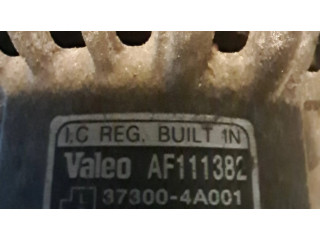 I.C REG. BUILT IN
Valeo AF111382
37300-4A001